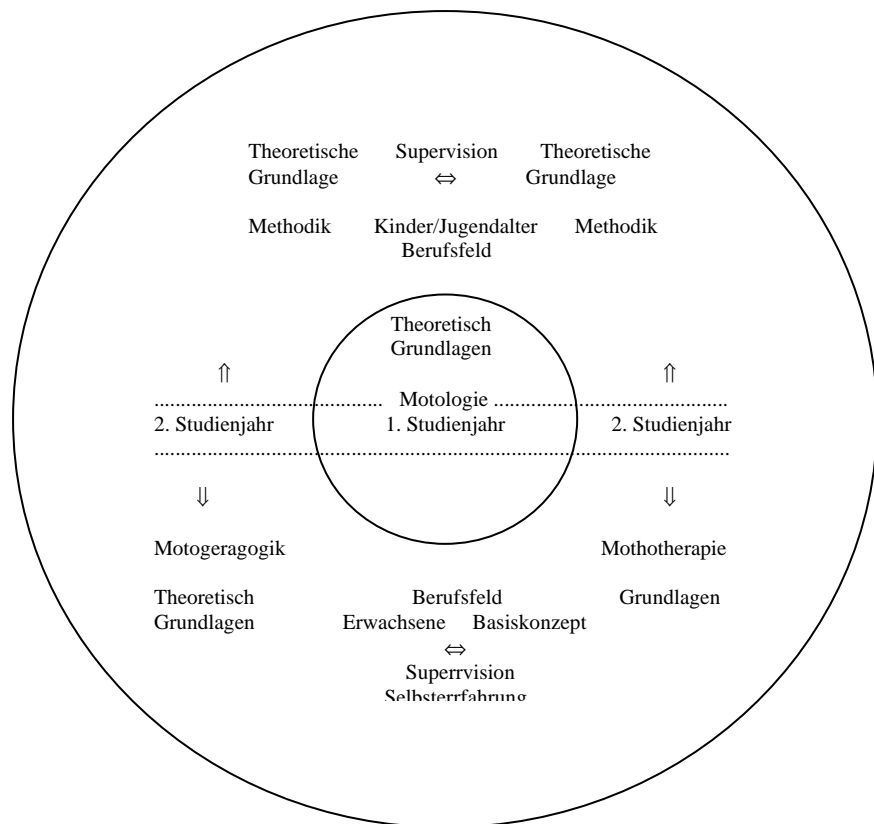 Theoretische Supervision Theoretische
Grundlage ⇔ Grundlage
Methodik Kinder/Jugendalter Methodik
Berufsfeld
Theoretisch
Grundlagen
⇑ ⇑
....................................... Motologie .......................................
2. Studienjahr 1. Studienjahr 2. Studienjahr
....................................................................................................
⇓ ⇓
Motogeragogik Mothotherapie
Theoretisch Berufsfeld Grundlagen
Grundlagen Erwachsene Basiskonzept
⇔
Superrvision
Selbsterrfahrung